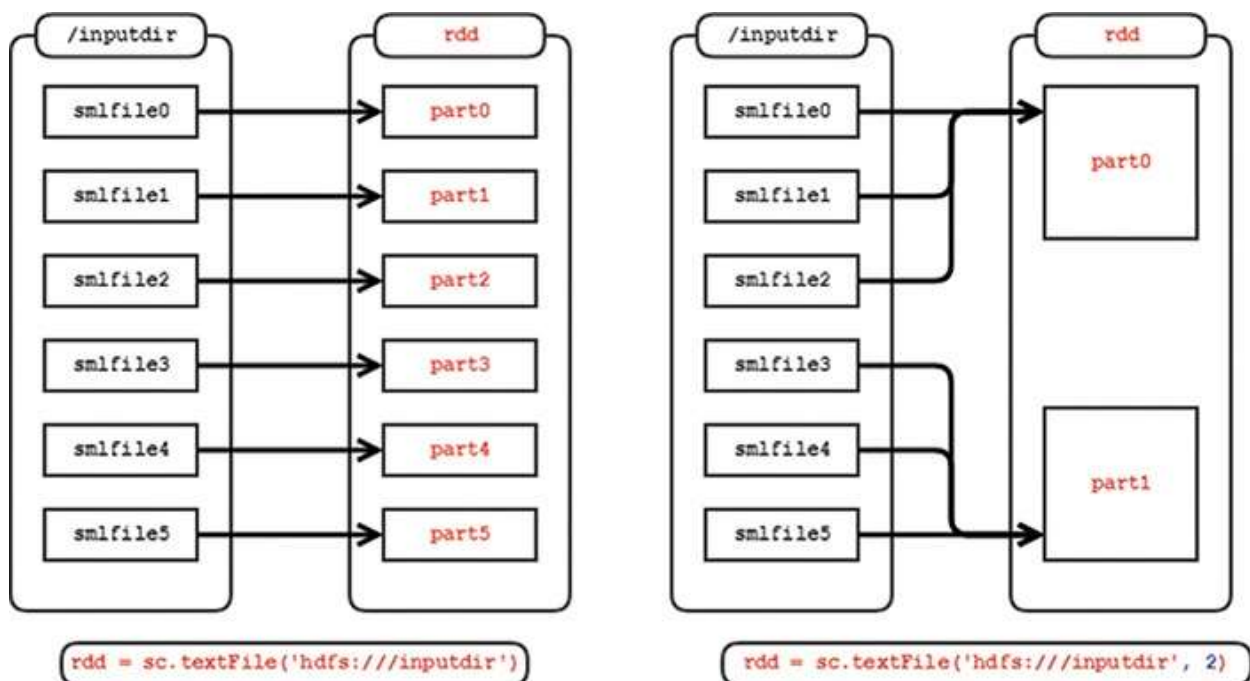 /inputdir
rdd
smlfile0
part0
smlfile1
part1
smlfile2
part2
smlfile3
part3
smlfile4
part4
smlfile5
part5
rdd = sc.textFile('hdfs:///inputdir')
/inputdir
rdd
smlfile0
smlfile1
part0
smlfile2
smlfile3
smlfile4
part1
smlfile5
rdd = sc.textFile('hdfs:///inputdir', 2)